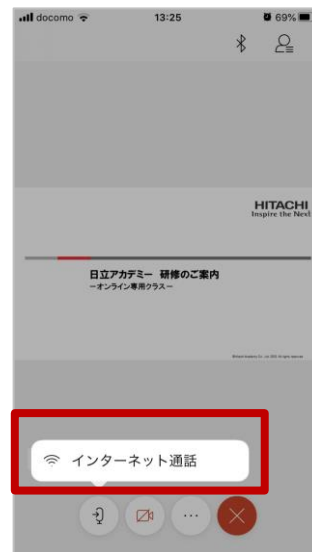 docomo 13:25 69%
HITACHI
Inspire the Next
日立アカデミー 研修のご案内
-オンライン専用クラス-
インターネット通話